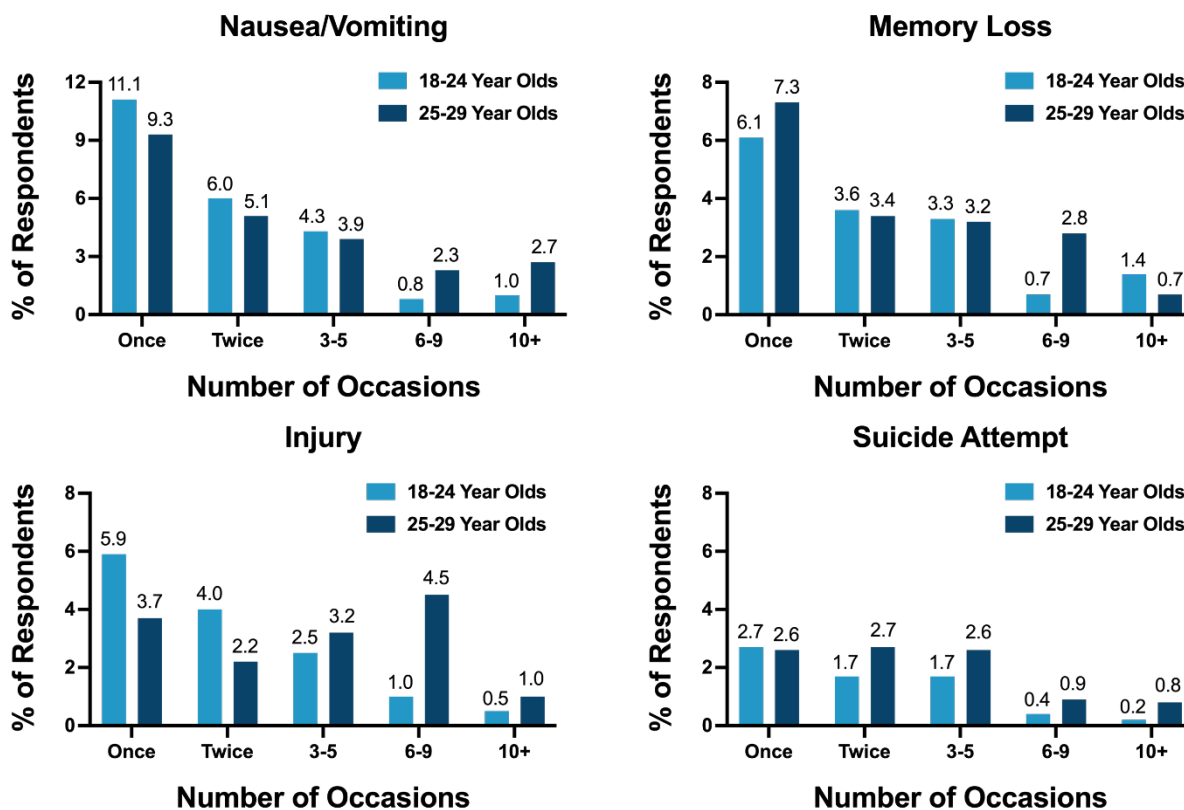 Nausea/Vomiting
% of Respondents
12
9
6
3
0
18-24 Year Olds
25-29 Year Olds
11.1
9.3
6.0
5.1
4.3
3.9
0.8
2.3
1.0
2.7
Once Twice 3-5 6-9 10+
Number of Occasions
Memory Loss
% of Respondents
8
6
4
2
0
18-24 Year Olds
25-29 Year Olds
6.1
7.3
3.6
3.4
3.3
3.2
0.7
2.8
1.4
0.7
Once Twice 3-5 6-9 10+
Number of Occasions
Injury
% of Respondents
8
6
4
2
0
18-24 Year Olds
25-29 Year Olds
5.9
3.7
4.0
2.2
2.5
3.2
1.0
4.5
0.5
1.0
Once Twice 3-5 6-9 10+
Number of Occasions
Suicide Attempt
% of Respondents
8
6
4
2
0
18-24 Year Olds
25-29 Year Olds
2.7
2.6
1.7
2.7
1.7
2.6
0.4
0.9
0.2
0.8
Once Twice 3-5 6-9 10+
Number of Occasions